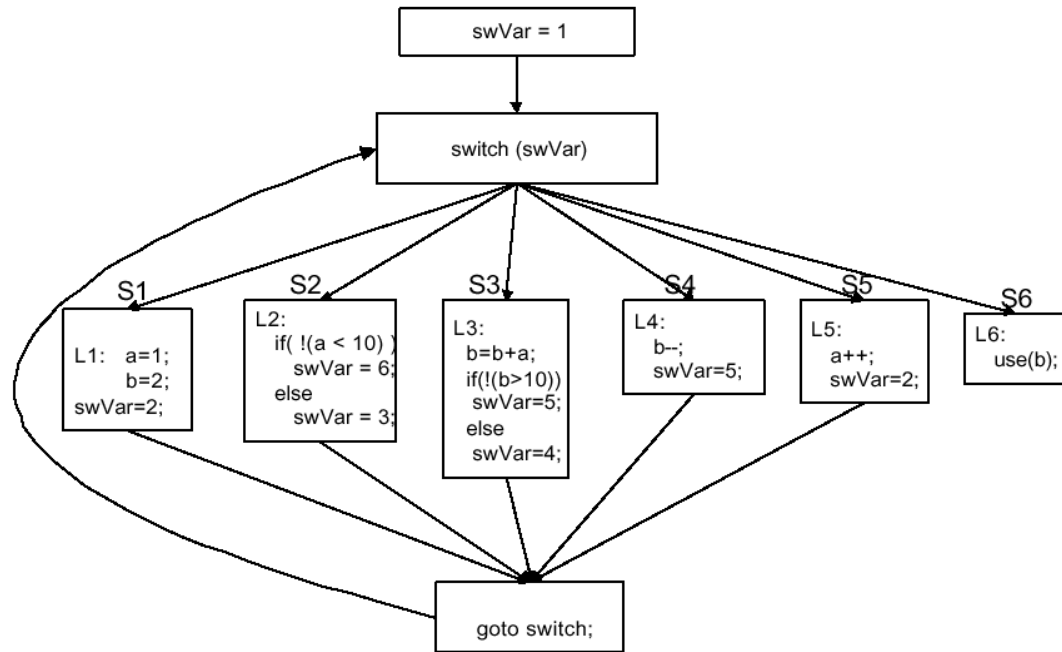 swVar = 1
switch (swVar)
S1
L1: a=1;
b=2;
swVar=2;
S2
L2:
if( !(a < 10) )
swVar = 6;
else
swVar = 3;
S3
L3:
b=b+a;
if(!(b>10))
swVar=5;
else
swVar=4;
S4
L4:
b--;
swVar=5;
S5
L5:
a++;
swVar=2;
S6
L6:
use(b);
goto switch;